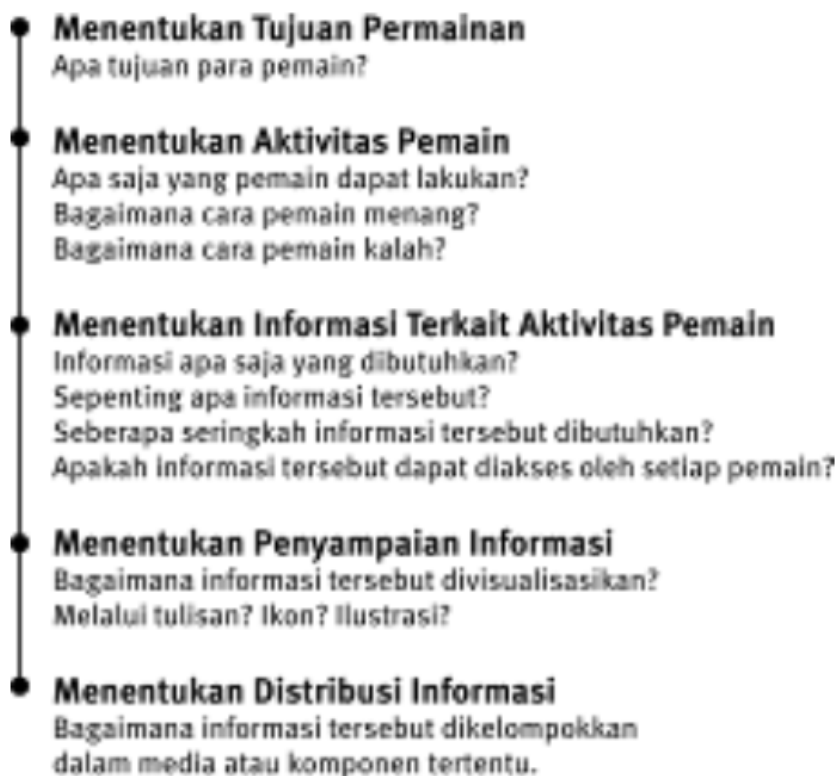 Menentukan Tujuan Permainan
Apa tujuan para pemain?
Menentukan Aktivitas Pemain
Apa saja yang pemain dapat lakukan?
Bagaimana cara pemain menang?
Bagaimana cara pemain kalah?
Menentukan Informasi Terkait Aktivitas Pemain
Informasi apa saja yang dibutuhkan?
Sepenting apa informasi tersebut?
Seberapa seringkah informasi tersebut dibutuhkan?
Apakah informasi tersebut dapat diakses oleh setiap pemain?
Menentukan Penyampaian Informasi
Bagaimana informasi tersebut divisualisasikan?
Melalui tulisan? Ikon? Ilustrasi?
Menentukan Distribusi Informasi
Bagaimana informasi tersebut dikelompokkan
dalam media atau komponen tertentu.